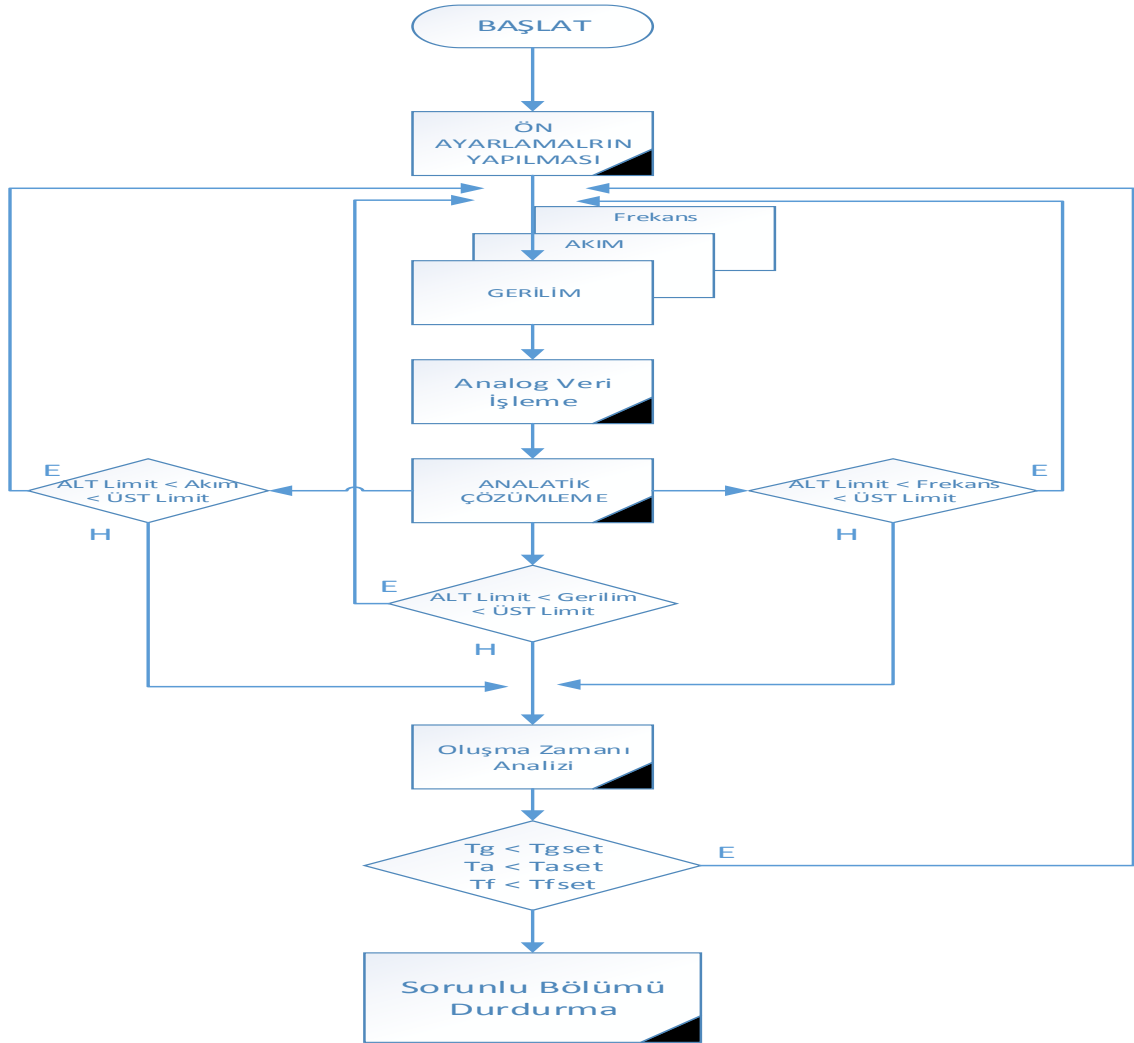 BAŞLAT
ÖN
AYARLAMALRIN
YAPILMASI
Frekans
AKIM
GERİLİM
Analog Veri
İşleme
E
ALT Limit < Akım
< ÜST Limit
H
ANALATİK
ÇÖZÜMLEME
ALT Limit < Frekans
< ÜST Limit
E
H
E
ALT Limit < Gerilim
< ÜST Limit
H
Oluşma Zamanı
Analizi
Tg < Tgset
Ta < Taset
Tf < Tfset
E
Sorunlu Bölümü
Durdurma